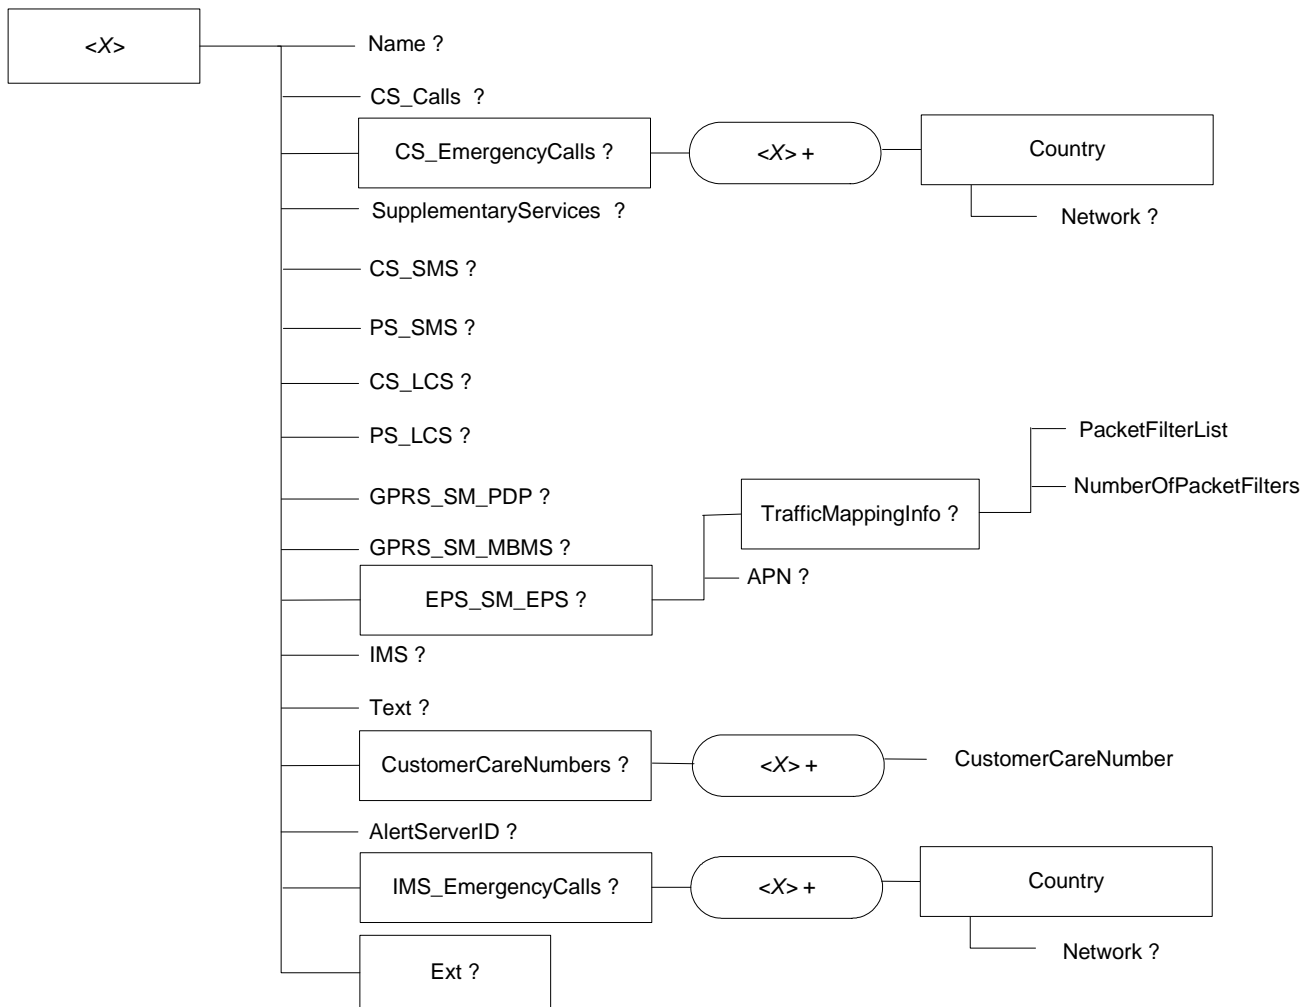 <X>
Name ?
CS_Calls ?
CS_EmergencyCalls ?
<X> +
Country
Network ?
SupplementaryServices ?
CS_SMS ?
PS_SMS ?
CS_LCS ?
PS_LCS ?
GPRS_SM_PDP ?
GPRS_SM_MBMS ?
EPS_SM_EPS ?
TrafficMappingInfo ?
PacketFilterList
NumberOfPacketFilters
APN ?
IMS ?
Text ?
CustomerCareNumbers ?
<X> +
CustomerCareNumber
AlertServerID ?
IMS_EmergencyCalls ?
<X> +
Country
Network ?
Ext ?